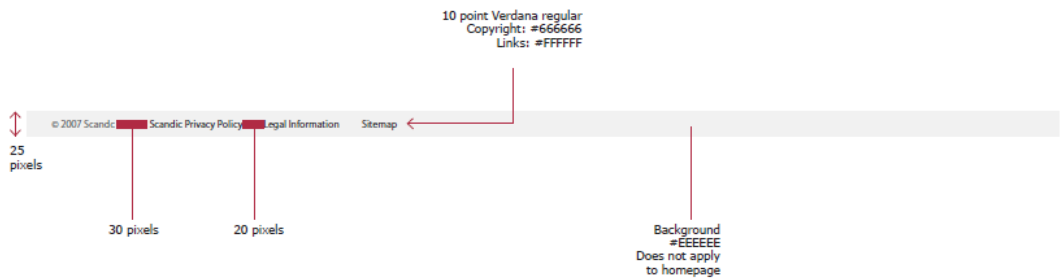 10 point Verdana regular
Copyright: #666666
Links: #FFFFFF
© 2007 Scandc Scandic Privacy Policy Legal Information Sitemap
25
pixels
30 pixels
20 pixels
Background
#EEEEEE
Does not apply
to homepage